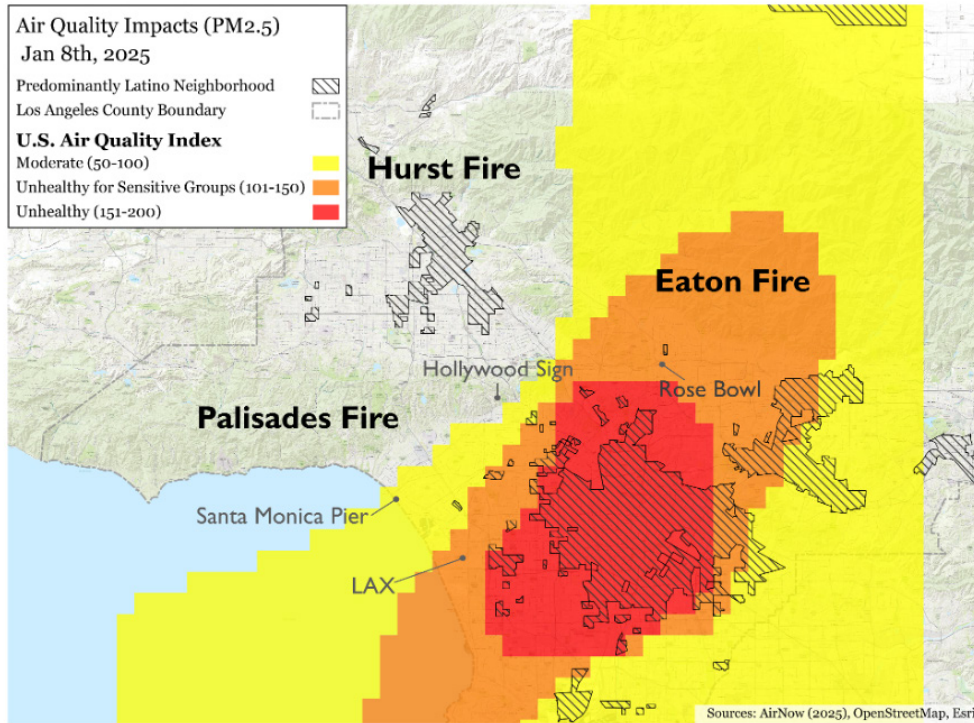 Air Quality Impacts (PM2.5)
Jan 8th, 2025
Predominantly Latino Neighborhood
Los Angeles County Boundary
U.S. Air Quality Index
Moderate (50-100)
Unhealthy for Sensitive Groups (101-150)
Unhealthy (151-200)
Hurst Fire
Eaton Fire
Hollywood Sign
Rose Bowl
Palisades Fire
Santa Monica Pier
LAX
Sources: AirNow (2025), OpenStreetMap, Esri